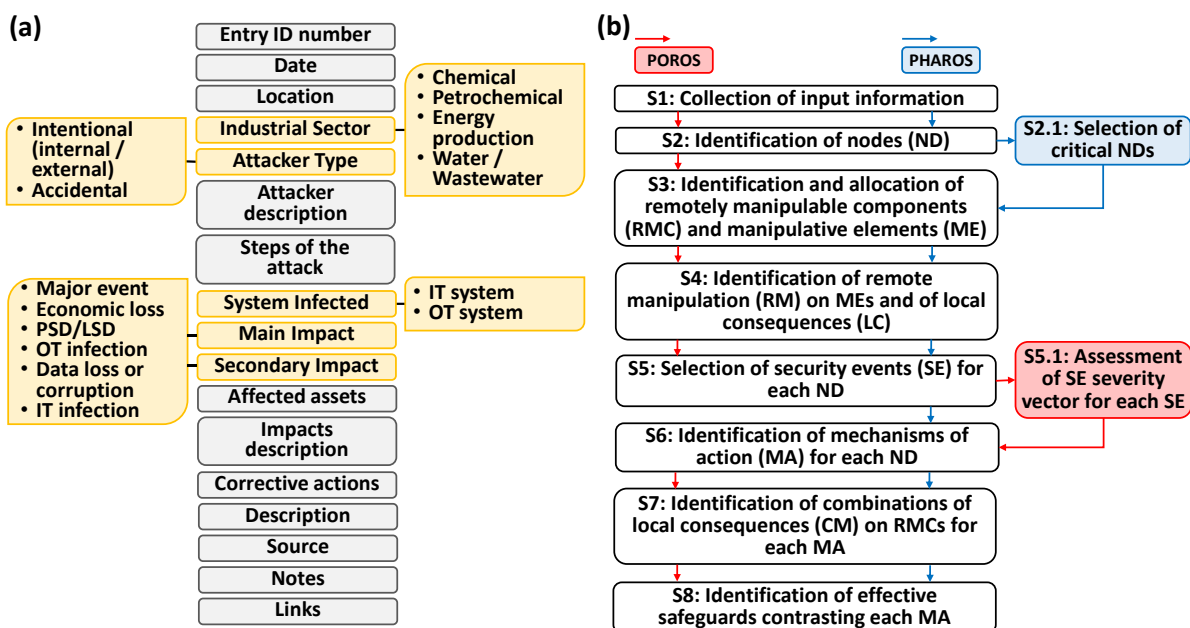 (a)
Entry ID number
Date
Location
Industrial Sector
Attacker Type
Attacker
description
Steps of the
attack
System Infected
Main Impact
Secondary Impact
Affected assets
Impacts
description
Corrective actions
Description
Source
Notes
Links
• Chemical
• Petrochemical
• Energy
production
• Water /
Wastewater
• Intentional
(internal /
external)
• Accidental
• IT system
• OT system
• Major event
• Economic loss
• PSD/LSD
• OT infection
• Data loss or
corruption
• IT infection
(b)
POROS
PHAROS
S1: Collection of input information
S2: Identification of nodes (ND)
S2.1: Selection of
critical NDs
S3: Identification and allocation of
remotely manipulable components
(RMC) and manipulative elements (ME)
S4: Identification of remote
manipulation (RM) on MEs and of local
consequences (LC)
S5: Selection of security events (SE) for
each ND
S5.1: Assessment
of SE severity
vector for each SE
S6: Identification of mechanisms of
action (MA) for each ND
S7: Identification of combinations of
local consequences (CM) on RMCs for
each MA
S8: Identification of effective
safeguards contrasting each MA